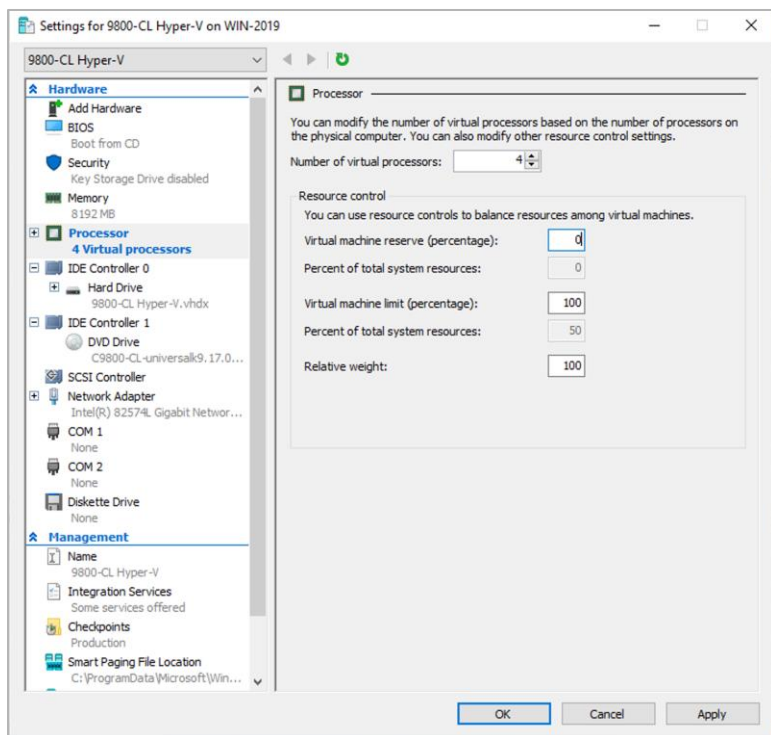 Settings for 9800-CL Hyper-V on WIN-2019
9800-CL Hyper-V
Hardware
Add Hardware
BIOS
Boot from CD
Security
Key Storage Drive disabled
Memory
8192 MB
Processor
4 Virtual processors
IDE Controller 0
Hard Drive
9800-CL Hyper-V.vhdx
IDE Controller 1
DVD Drive
C9800-CL-universalk9.17.0...
SCSI Controller
Network Adapter
Intel(R) 82574L Gigabit Networ...
COM 1
None
COM 2
None
Diskette Drive
None
Management
Name
9800-CL Hyper-V
Integration Services
Some services offered
Checkpoints
Production
Smart Paging File Location
C:\ProgramData\Microsoft\Win...
Processor
You can modify the number of virtual processors based on the number of processors on
the physical computer. You can also modify other resource control settings.
Number of virtual processors: 4
Resource control
You can use resource controls to balance resources among virtual machines.
Virtual machine reserve (percentage): 0
Percent of total system resources: 0
Virtual machine limit (percentage): 100
Percent of total system resources: 50
Relative weight: 100
OK Cancel Apply